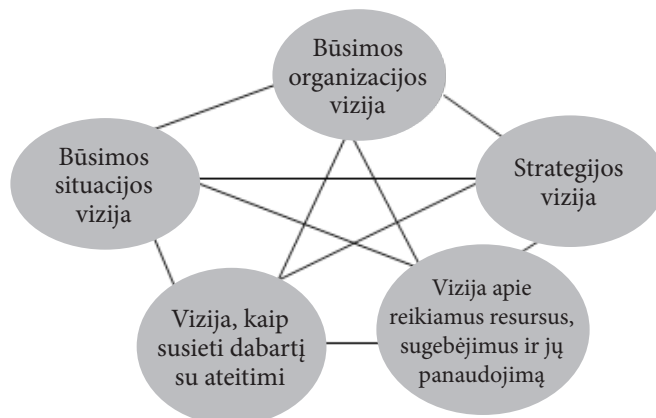 Būsimos
organizacijos
vizija
Būsimos
situacijos
vizija
Strategijos
vizija
Vizija, kaip
susieti dabartį
su ateitimi
Vizija apie
reikiamus resursus,
sugebėjimus ir jų
panaudojimą